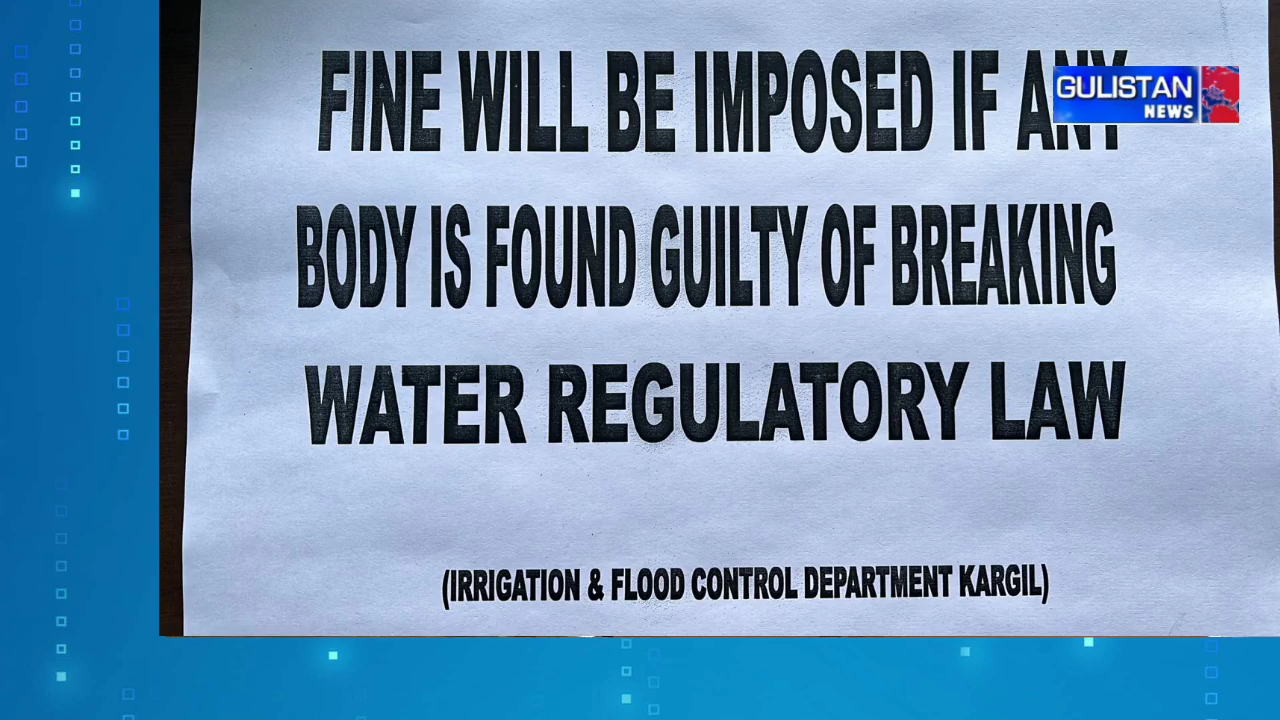 FINE WILL BE IMPOSED IF ANY
GULISTAN
NEWS
BODY IS FOUND GUILTY OF BREAKING
WATER REGULATORY LAW
(IRRIGATION & FLOOD CONTROL DEPARTMENT KARGIL)